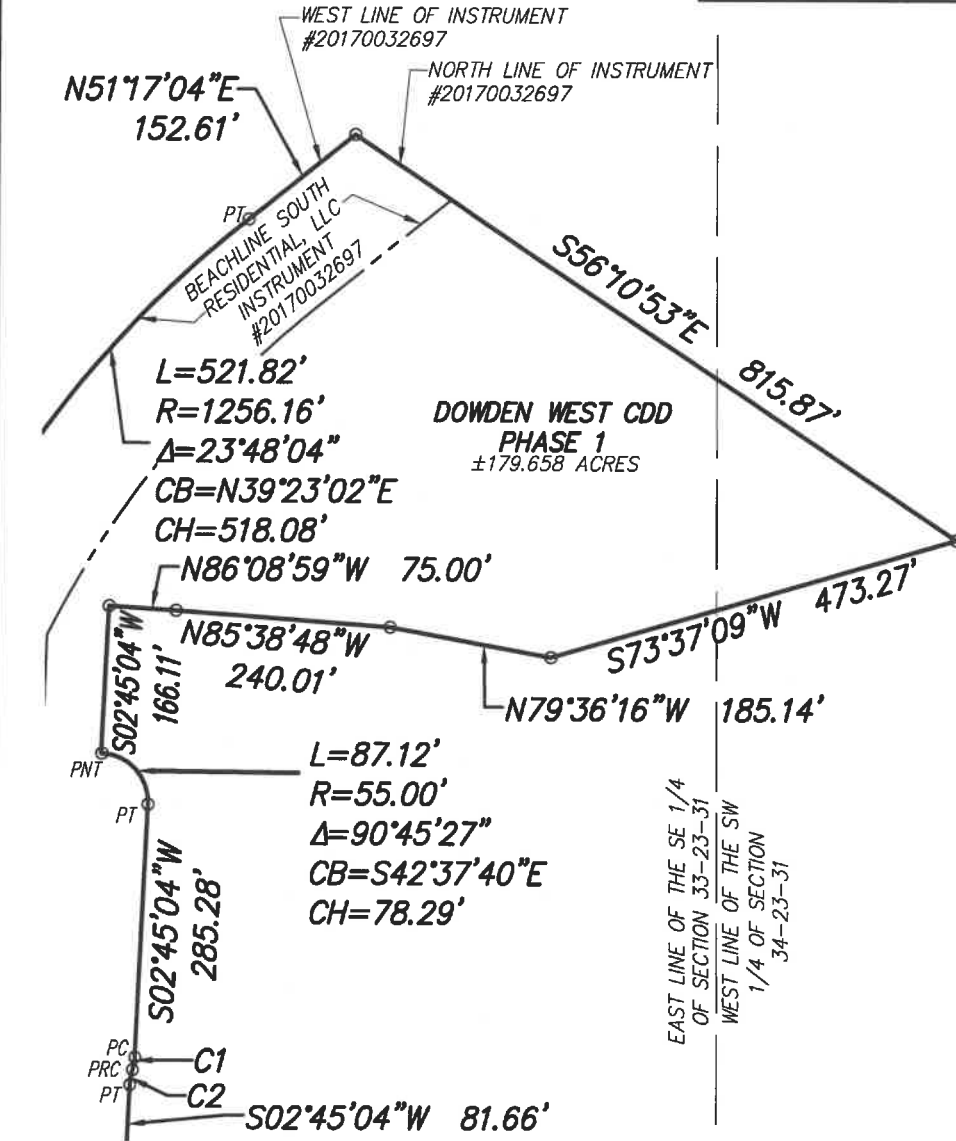 WEST LINE OF INSTRUMENT
#20170032697
NORTH LINE OF INSTRUMENT
#20170032697
N51°17'04"E
152.61'
PT
BEACHLINE SOUTH
RESIDENTIAL, LLC
INSTRUMENT
#20170032697
S56°10'53"E 815.87'
L=521.82'
R=1256.16'
Δ=23°48'04"
CB=N39°23'02"E
CH=518.08'
DOWDEN WEST CDD
PHASE 1
±179.658 ACRES
N86°08'59"W 75.00'
N85°38'48"W
240.01'
S73°37'09"W 473.27'
N79°36'16"W 185.14'
S02°45'04"W
166.11'
PNT
PT
L=87.12'
R=55.00'
Δ=90°45'27"
CB=S42°37'40"E
CH=78.29'
S02°45'04"W
285.28'
EAST LINE OF THE SE 1/4
OF SECTION 33-23-31
WEST LINE OF THE SW
1/4 OF SECTION
34-23-31
PC
PRC
PT
C1
C2
S02°45'04"W 81.66'